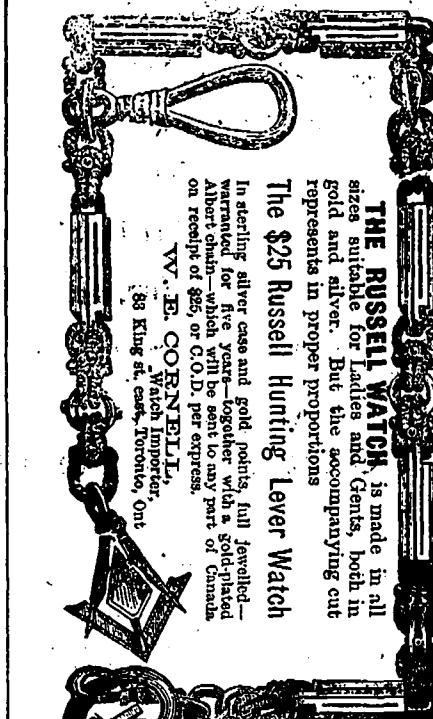 THE RUSSELL WATCH is made in all
sizes suitable for Ladies and Gents, both in
gold and silver. But the accompanying cut
represents in proper proportions
The $25 Russell Hunting Lever Watch
In sterling silver case and gold points, full jewelled—
warranted for five years—together with a gold-plated
Albert chain—which will be sent to any part of Canada
on receipt of $25, or C.O.D. per express.
W. E. CORNELL,
Watch Importer,
83 King st. east, Toronto, Ont